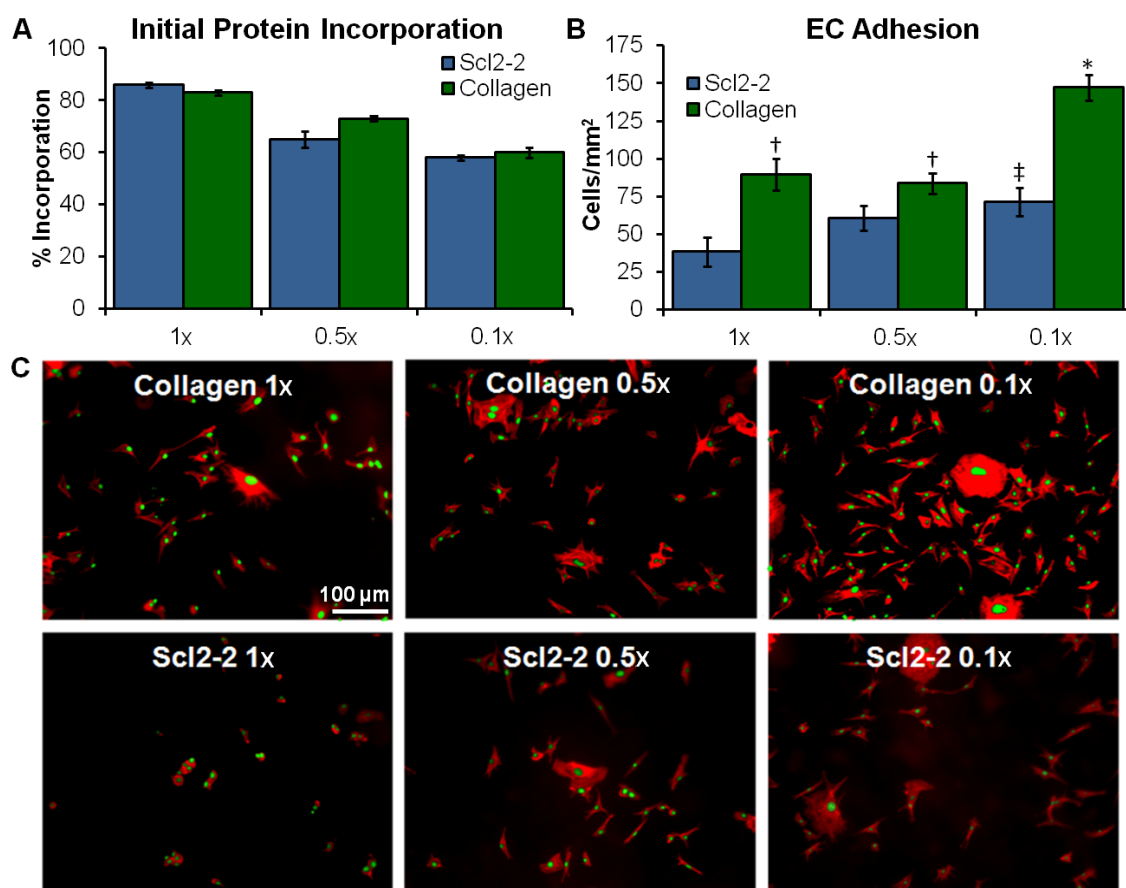 A
Initial Protein Incorporation
% Incorporation
100
80
60
40
20
0
Scl2-2
Collagen
1x
0.5x
0.1x
B
EC Adhesion
Cells/mm²
175
150
125
100
75
50
25
0
Scl2-2
Collagen
†
†
‡
*
1x
0.5x
0.1x
C
Collagen 1x
Collagen 0.5x
Collagen 0.1x
100 µm
Scl2-2 1x
Scl2-2 0.5x
Scl2-2 0.1x